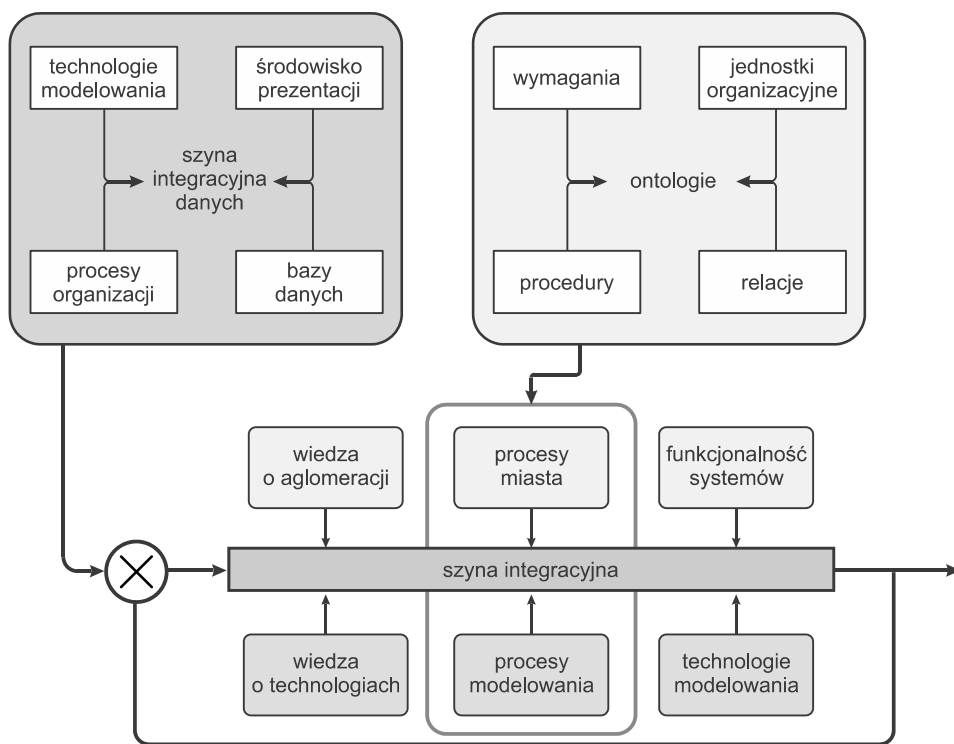 technologie
modelowania
środowisko
prezentacji
szyna
integracyjna
danych
procesy
organizacji
bazy
danych
wymagania
jednostki
organizacyjne
ontologie
procedury
relacje
wiedza
o aglomeracji
procesy
miasta
funkcjonalność
systemów
szyna integracyjna
wiedza
o technologiach
procesy
modelowania
technologie
modelowania